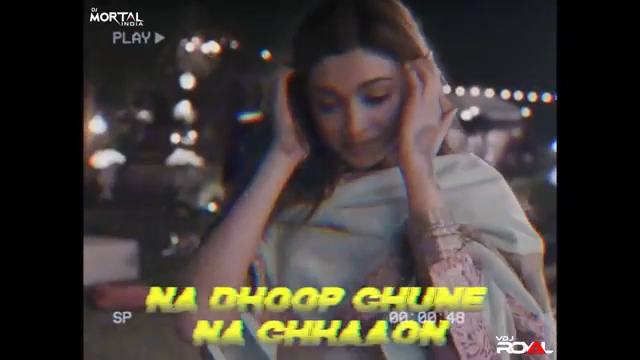 DJ
MORTAL
INDIA
PLAY
NA DHOOP CHUNE
SP
00:00:48
NA CHHAAON
VDJ
ROYAL